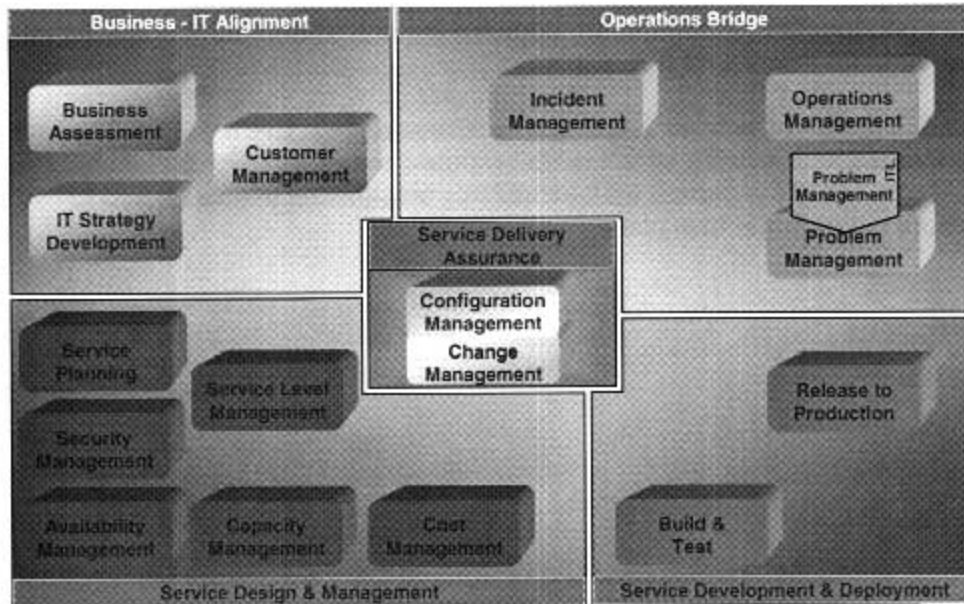 Business - IT Alignment
Operations Bridge
Business
Assessment
Customer
Management
IT Strategy
Development
Incident
Management
Operations
Management
Problem
Management
ITIL
Problem
Management
Service Delivery
Assurance
Configuration
Management
Change
Management
Service
Planning
Service Level
Management
Security
Management
Availability
Management
Capacity
Management
Cost
Management
Service Design & Management
Release to
Production
Build &
Test
Service Development & Deployment